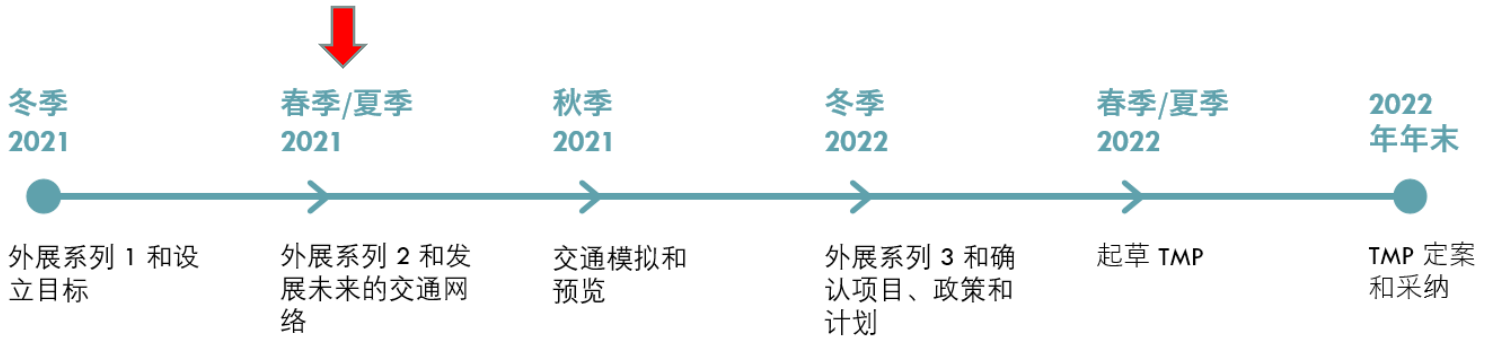 冬季
2021
外展系列 1 和设
立目标
春季/夏季
2021
外展系列 2 和发
展未来的交通网
络
秋季
2021
交通模拟和
预览
冬季
2022
外展系列 3 和确
认项目、政策和
计划
春季/夏季
2022
起草 TMP
2022
年年末
TMP 定案
和采纳